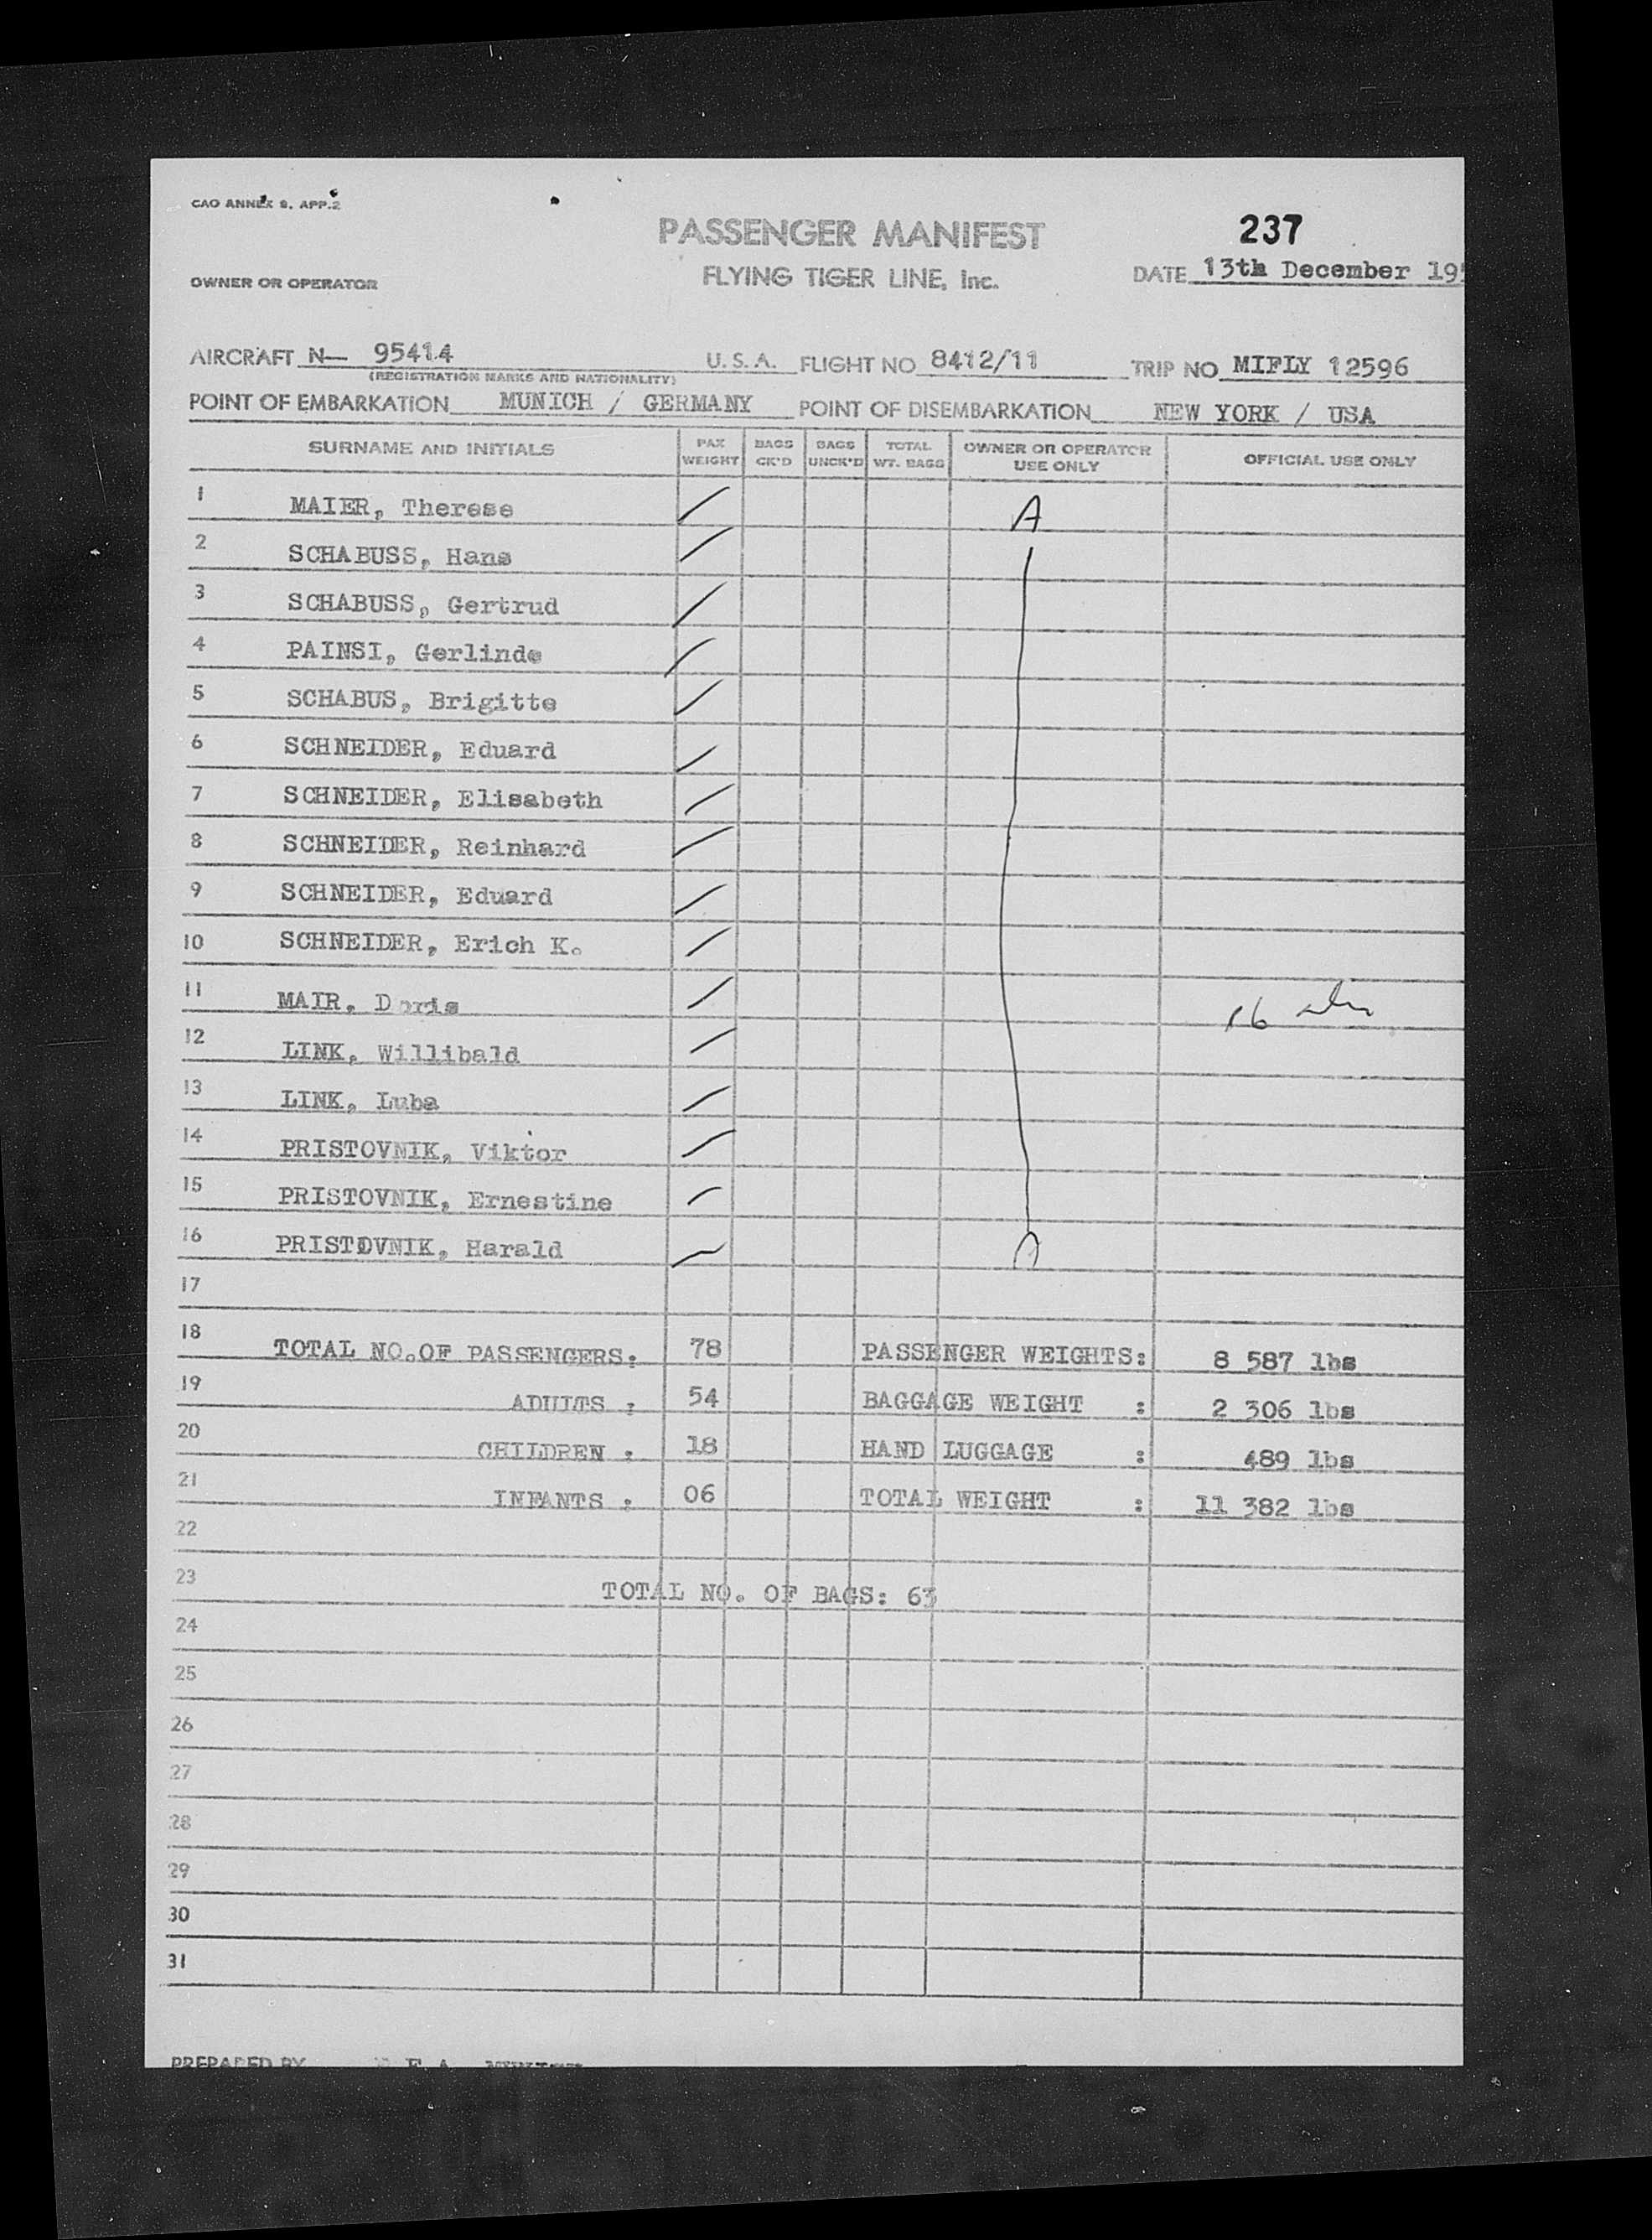 CAO ANNEX 9, APP.2
PASSENGER MANIFEST
237
OWNER OR OPERATOR
FLYING TIGER LINE, Inc.
DATE 13th December 19
AIRCRAFT N— 95414 U. S. A. FLIGHT NO 8412/11 TRIP NO MIFLY 12596
(REGISTRATION MARKS AND NATIONALITY)
POINT OF EMBARKATION MUNICH / GERMANY POINT OF DISEMBARKATION NEW YORK / USA
SURNAME AND INITIALS PAX WEIGHT BAGS CK'D BAGS UNCK'D TOTAL WT. BAGG OWNER OR OPERATOR USE ONLY OFFICIAL USE ONLY
1 MAIER, Therese A
2 SCHABUSS, Hans
3 SCHABUSS, Gertrud
4 PAINSI, Gerlinde
5 SCHABUS, Brigitte
6 SCHNEIDER, Eduard
7 SCHNEIDER, Elisabeth
8 SCHNEIDER, Reinhard
9 SCHNEIDER, Eduard
10 SCHNEIDER, Erich K.
11 MAIR, Doris 16
12 LINK, Willibald
13 LINK, Luba
14 PRISTOVNIK, Viktor
15 PRISTOVNIK, Ernestine
16 PRISTOVNIK, Harald
17
18 TOTAL NO.OF PASSENGERS: 78 PASSENGER WEIGHTS: 8 587 lbs
19 ADULTS : 54 BAGGAGE WEIGHT : 2 306 lbs
20 CHILDREN : 18 HAND LUGGAGE : 489 lbs
21 INFANTS : 06 TOTAL WEIGHT : 11 382 lbs
22
23 TOTAL NO. OF BAGS: 63
24
25
26
27
28
29
30
31
PREPARED BY